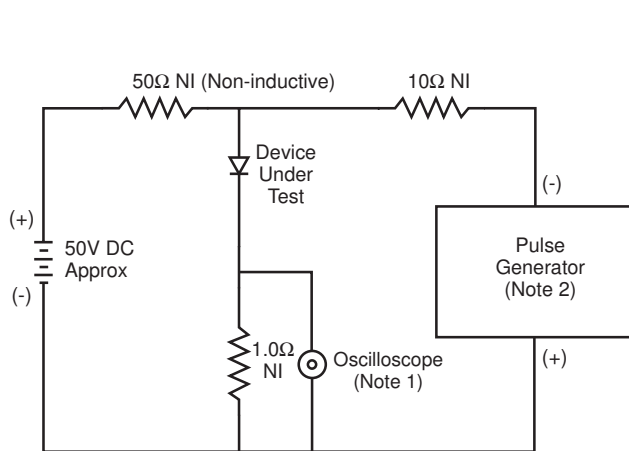 50Ω NI (Non-inductive)
10Ω NI
Device
Under
Test
(+)
50V DC
Approx
(-)
(-)
Pulse
Generator
(Note 2)
(+)
1.0Ω
NI
Oscilloscope
(Note 1)